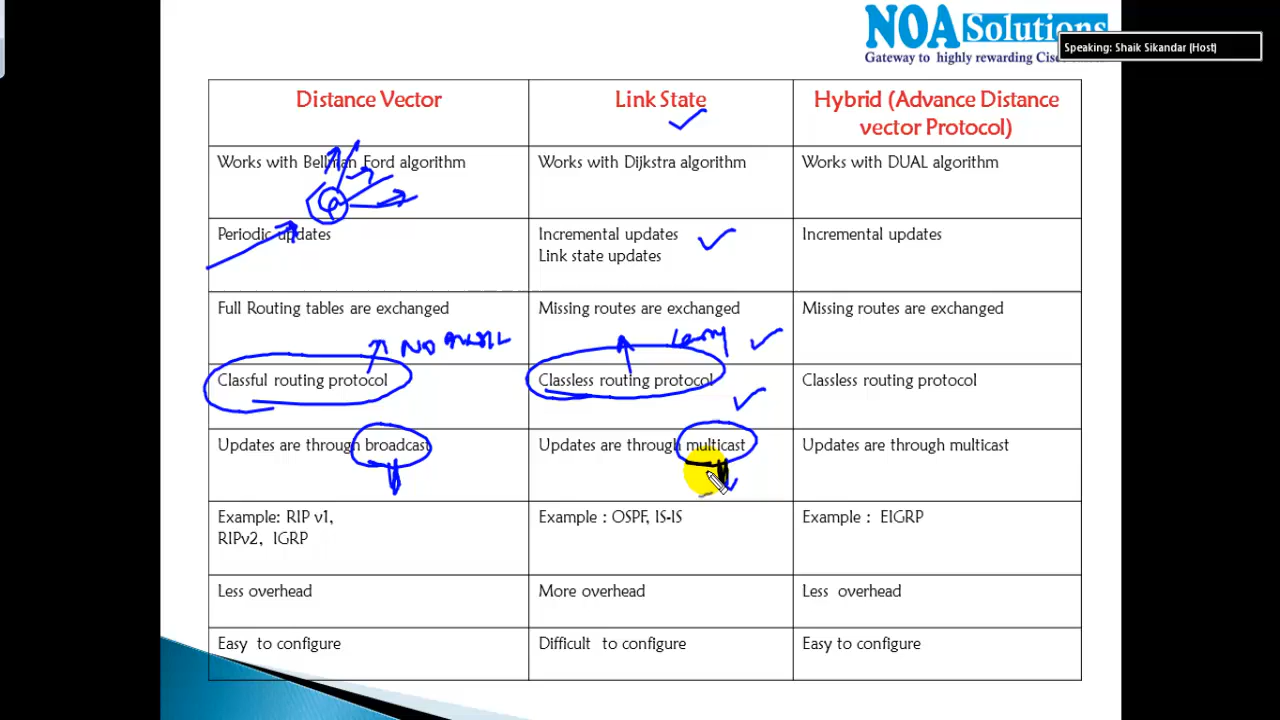 NOA Solutions
Gateway to highly rewarding Cisc
Speaking: Shaik Sikandar (Host)
Distance Vector
Link State
Hybrid (Advance Distance
vector Protocol)
Works with Bellman Ford algorithm
Works with Dijkstra algorithm
Works with DUAL algorithm
Periodic updates
Incremental updates
Link state updates
Incremental updates
Full Routing tables are exchanged
Missing routes are exchanged
Missing routes are exchanged
NO
Classful routing protocol
Classless routing protocol
Classless routing protocol
Updates are through broadcast
Updates are through multicast
Updates are through multicast
Example: RIP v1,
RIPv2, IGRP
Example : OSPF, IS-IS
Example : EIGRP
Less overhead
More overhead
Less overhead
Easy to configure
Difficult to configure
Easy to configure